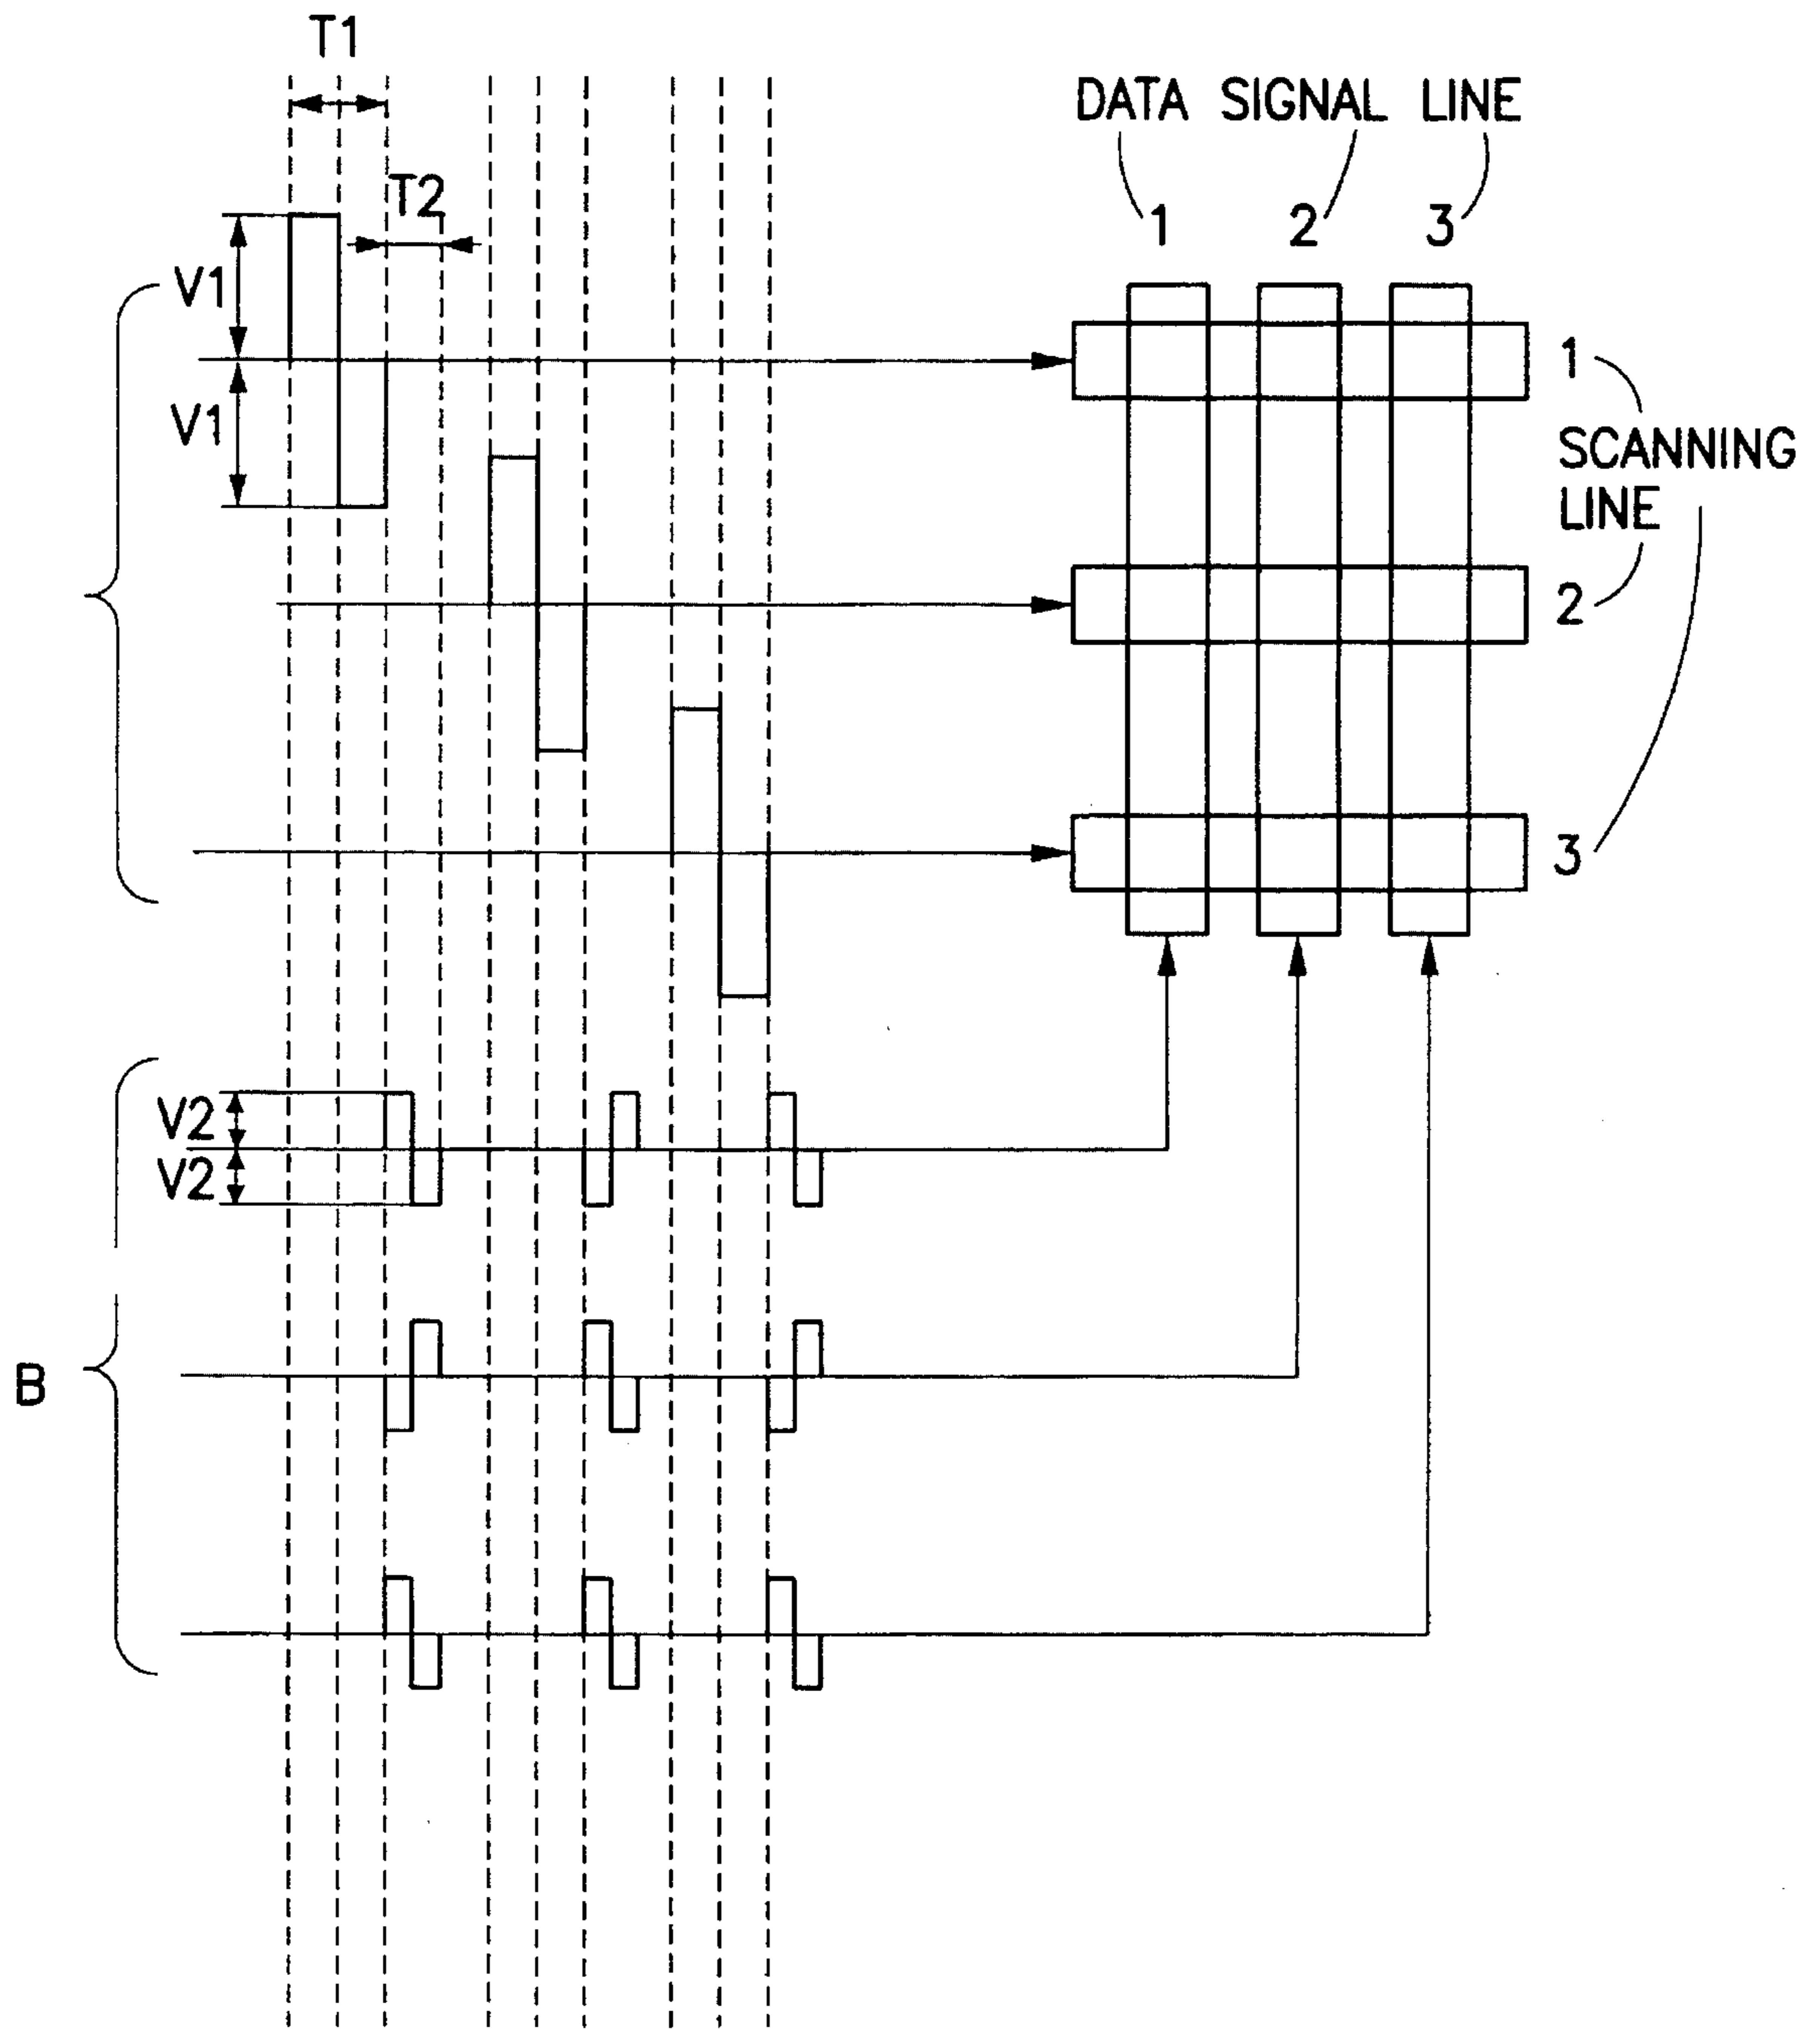 T1
DATA SIGNAL LINE
T2
1 2 3
V1
1
V1
SCANNING
LINE
2
3
V2
V2
B